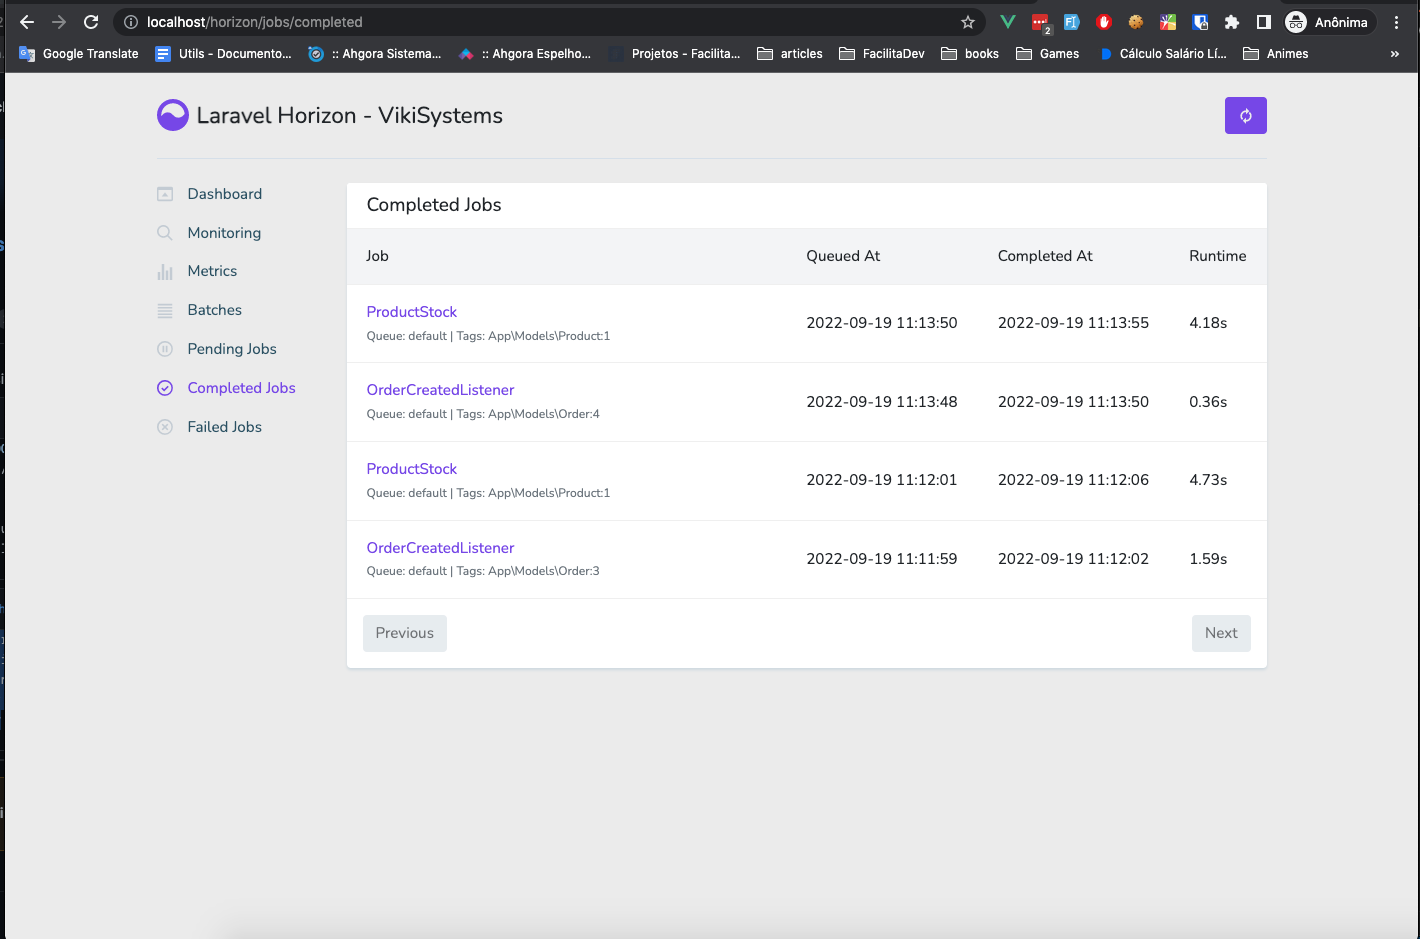 localhost/horizon/jobs/completed
2
Anônima
Google Translate
Utils - Documento...
:: Ahgora Sistema...
:: Ahgora Espelho...
Projetos - Facilita...
articles
FacilitaDev
books
Games
Cálculo Salário Lí...
Animes
»
Laravel Horizon - VikiSystems
Dashboard
Monitoring
Metrics
Batches
Pending Jobs
Completed Jobs
Failed Jobs
Completed Jobs
Job Queued At Completed At Runtime
ProductStock
Queue: default | Tags: App\Models\Product:1
2022-09-19 11:13:50 2022-09-19 11:13:55 4.18s
OrderCreatedListener
Queue: default | Tags: App\Models\Order:4
2022-09-19 11:13:48 2022-09-19 11:13:50 0.36s
ProductStock
Queue: default | Tags: App\Models\Product:1
2022-09-19 11:12:01 2022-09-19 11:12:06 4.73s
OrderCreatedListener
Queue: default | Tags: App\Models\Order:3
2022-09-19 11:11:59 2022-09-19 11:12:02 1.59s
Previous
Next